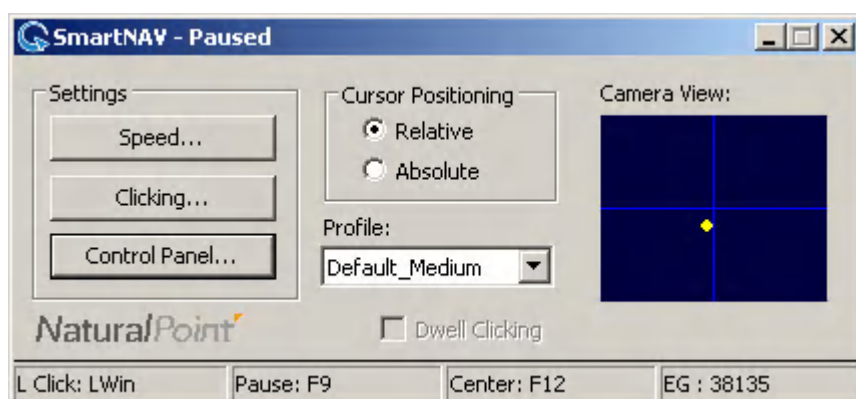 SmartNAV - Paused
Settings
Speed...
Clicking...
Control Panel...
Cursor Positioning
Relative
Absolute
Profile:
Default_Medium
Dwell Clicking
Camera View:
NaturalPoint
L Click: LWin
Pause: F9
Center: F12
EG : 38135